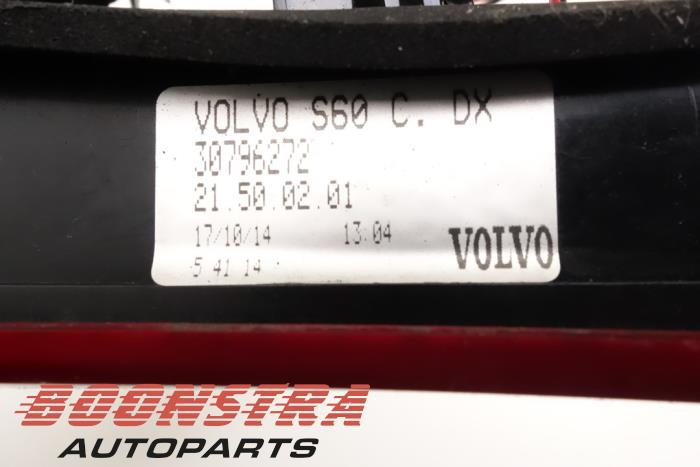 VOLVO S60 C. DX
30796272
21.50.02.01
17/10/14 13:04
5 41 14
VOLVO
BOONSTRA
AUTOPARTS